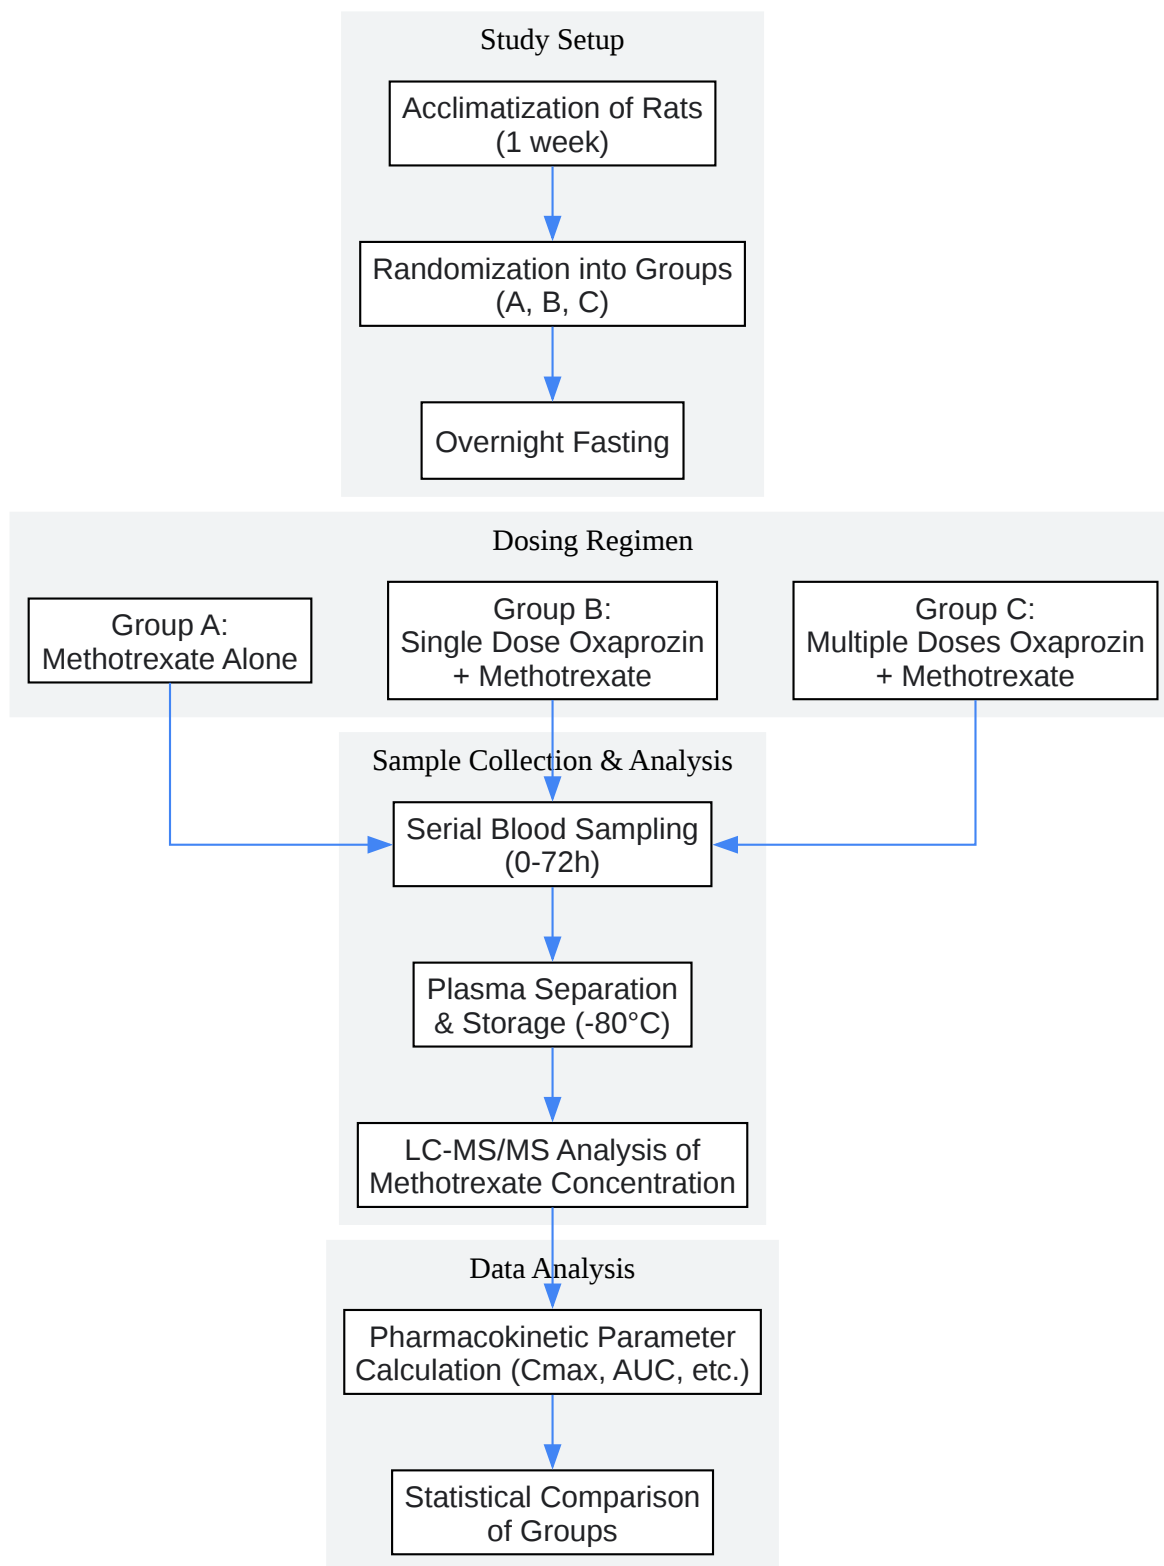 Study Setup
Acclimatization of Rats
(1 week)
Randomization into Groups
(A, B, C)
Overnight Fasting
Dosing Regimen
Group A:
Methotrexate Alone
Group B:
Single Dose Oxaprozin
+ Methotrexate
Group C:
Multiple Doses Oxaprozin
+ Methotrexate
Sample Collection & Analysis
Serial Blood Sampling
(0-72h)
Plasma Separation
& Storage (-80°C)
LC-MS/MS Analysis of
Methotrexate Concentration
Data Analysis
Pharmacokinetic Parameter
Calculation (Cmax, AUC, etc.)
Statistical Comparison
of Groups